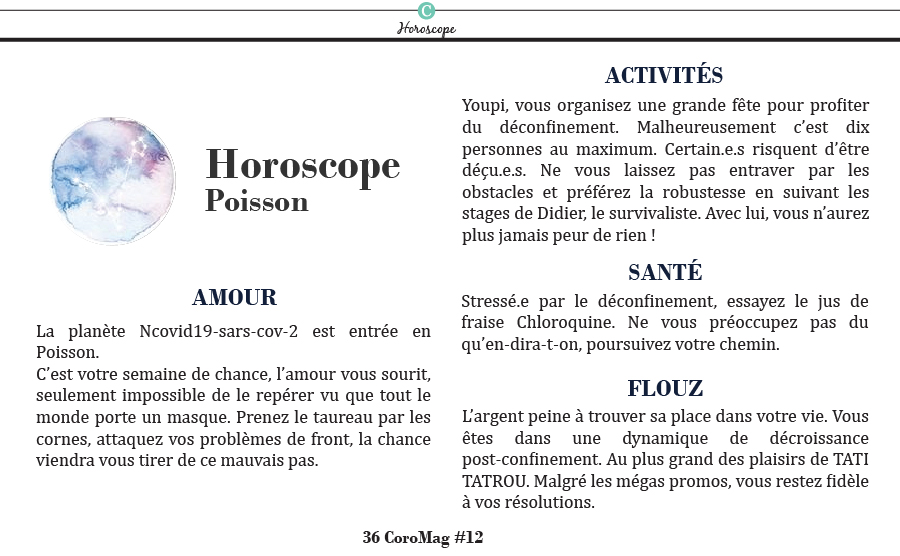 C
Horoscope
Horoscope
Poisson
AMOUR
La planète Ncovid19-sars-cov-2 est entrée en
Poisson.
C'est votre semaine de chance, l'amour vous sourit,
seulement impossible de le repérer vu que tout le
monde porte un masque. Prenez le taureau par les
cornes, attaquez vos problèmes de front, la chance
viendra vous tirer de ce mauvais pas.
ACTIVITÉS
Youpi, vous organisez une grande fête pour profiter
du déconfinement. Malheureusement c'est dix
personnes au maximum. Certain.e.s risquent d'être
déçu.e.s. Ne vous laissez pas entraver par les
obstacles et préférez la robustesse en suivant les
stages de Didier, le survivaliste. Avec lui, vous n'aurez
plus jamais peur de rien !
SANTÉ
Stressé.e par le déconfinement, essayez le jus de
fraise Chloroquine. Ne vous préoccupez pas du
qu'en-dira-t-on, poursuivez votre chemin.
FLOUZ
L'argent peine à trouver sa place dans votre vie. Vous
êtes dans une dynamique de décroissance
post-confinement. Au plus grand des plaisirs de TATI
TATROU. Malgré les mégas promos, vous restez fidèle
à vos résolutions.
36 CoroMag #12